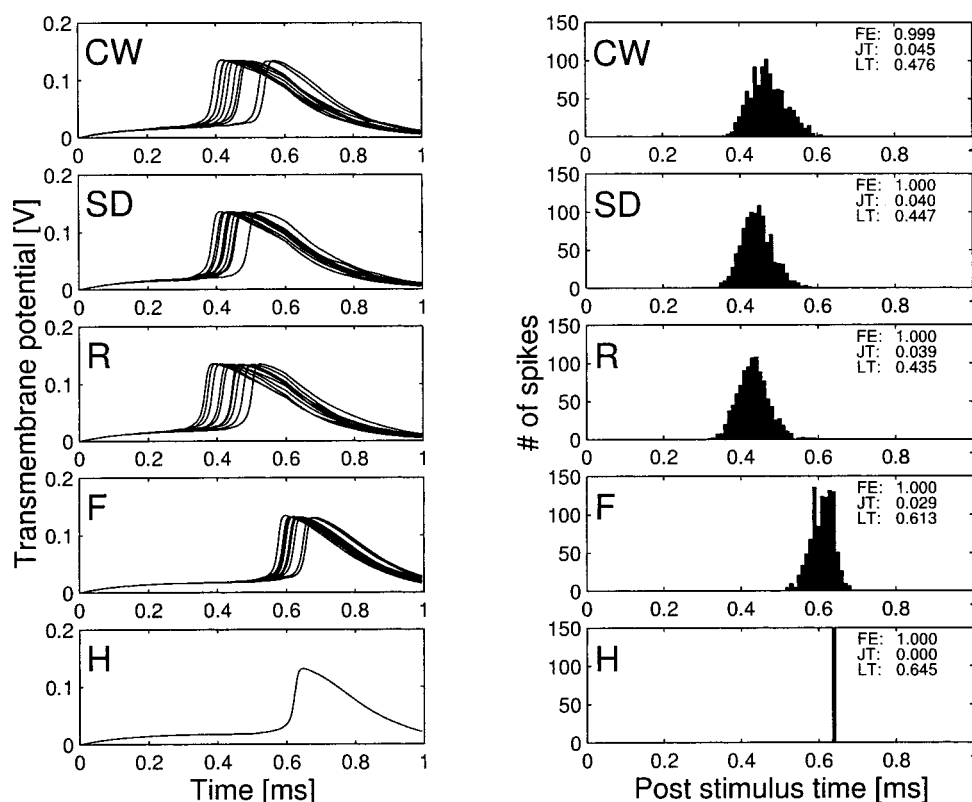 Transmembrane potential [V]
0.2
0.1
0
CW
0 0.2 0.4 0.6 0.8 1
0.2
0.1
0
SD
0 0.2 0.4 0.6 0.8 1
0.2
0.1
0
R
0 0.2 0.4 0.6 0.8 1
0.2
0.1
0
F
0 0.2 0.4 0.6 0.8 1
0.2
0.1
0
H
0 0.2 0.4 0.6 0.8 1
Time [ms]
# of spikes
150
100
50
0
CW
FE: 0.999
JT: 0.045
LT: 0.476
0 0.2 0.4 0.6 0.8 1
150
100
50
0
SD
FE: 1.000
JT: 0.040
LT: 0.447
0 0.2 0.4 0.6 0.8 1
150
100
50
0
R
FE: 1.000
JT: 0.039
LT: 0.435
0 0.2 0.4 0.6 0.8 1
150
100
50
0
F
FE: 1.000
JT: 0.029
LT: 0.613
0 0.2 0.4 0.6 0.8 1
150
100
50
0
H
FE: 1.000
JT: 0.000
LT: 0.645
0 0.2 0.4 0.6 0.8 1
Post stimulus time [ms]